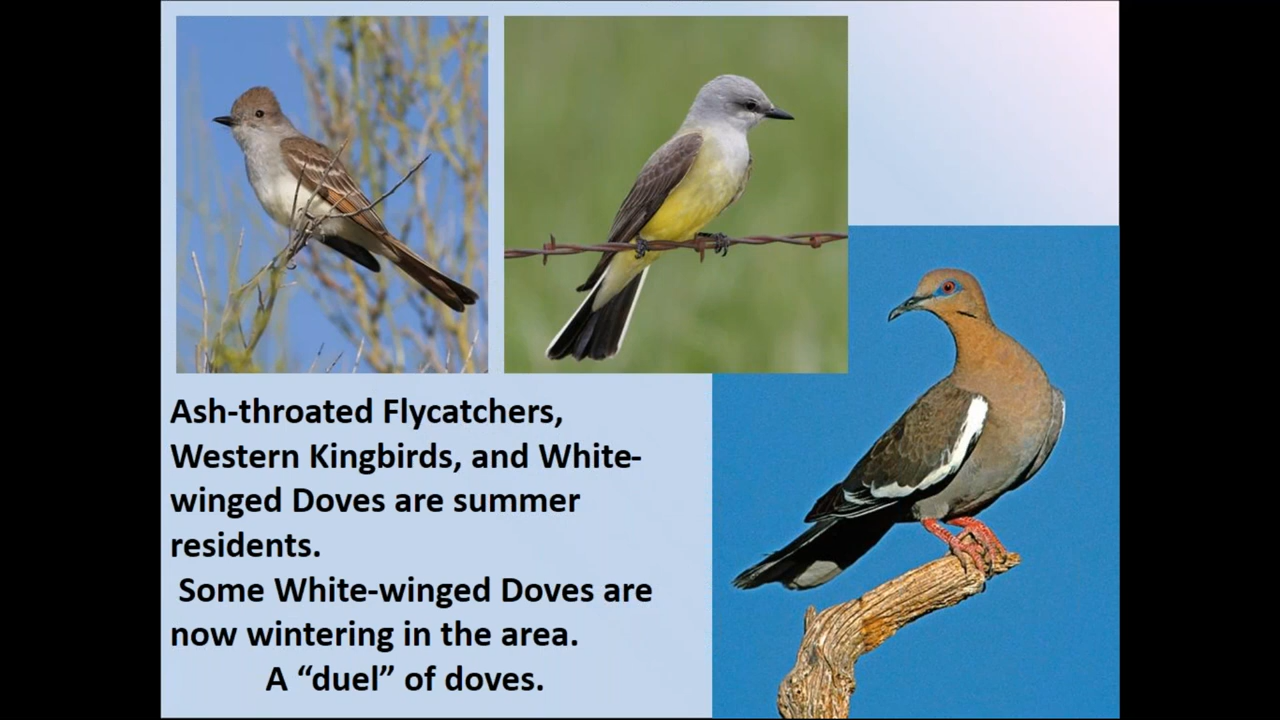 Ash-throated Flycatchers,
Western Kingbirds, and White-
winged Doves are summer
residents.
Some White-winged Doves are
now wintering in the area.
A “duel” of doves.